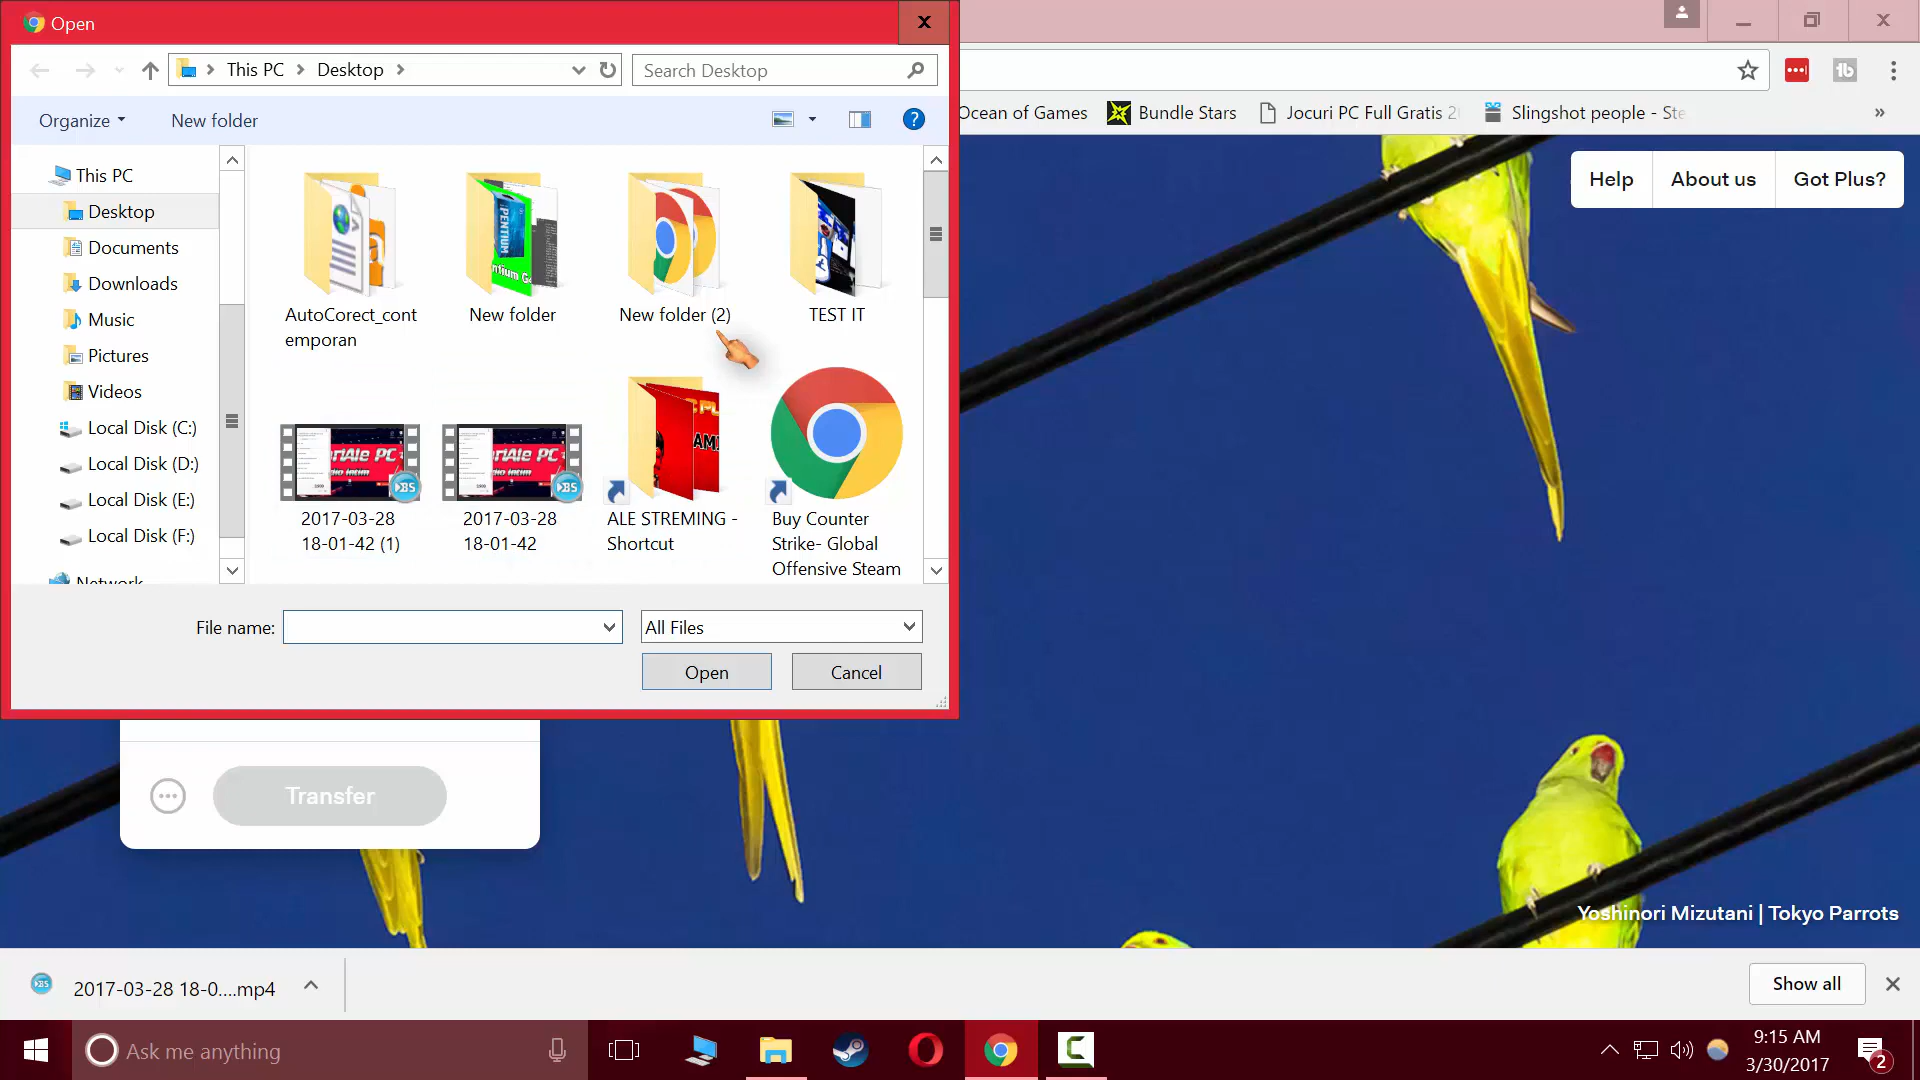 Open
This PC
Desktop
Search Desktop
Organize
New folder
This PC
Desktop
Documents
Downloads
Music
Pictures
Videos
Local Disk (C:)
Local Disk (D:)
Local Disk (E:)
Local Disk (F:)
Network
AutoCorect_cont
emporan
New folder
New folder (2)
TEST IT
2017-03-28
18-01-42 (1)
2017-03-28
18-01-42
ALE STREMING -
Shortcut
Buy Counter
Strike- Global
Offensive Steam
File name:
All Files
Open
Cancel
Ocean of Games
Bundle Stars
Jocuri PC Full Gratis 2
Slingshot people - Ste
»
Help
About us
Got Plus?
Transfer
Yoshinori Mizutani | Tokyo Parrots
2017-03-28 18-0....mp4
Show all
Ask me anything
9:15 AM
3/30/2017
2